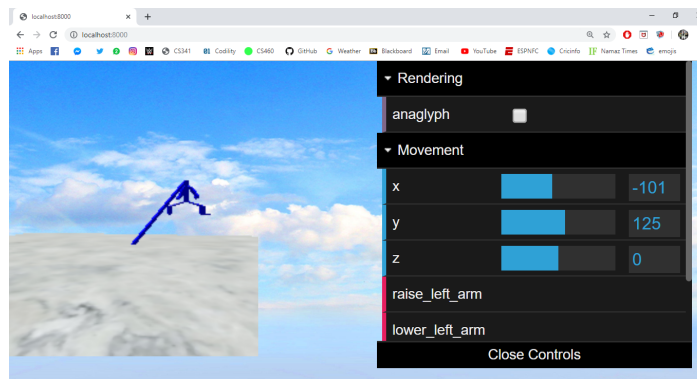 localhost:8000
localhost:8000
Apps CS341 Codility CS460 GitHub Weather Blackboard Email YouTube ESPNFC Cricinfo Namaz Times emojis
Rendering
anaglyph
Movement
x -101
y 125
z 0
raise_left_arm
lower_left_arm
Close Controls